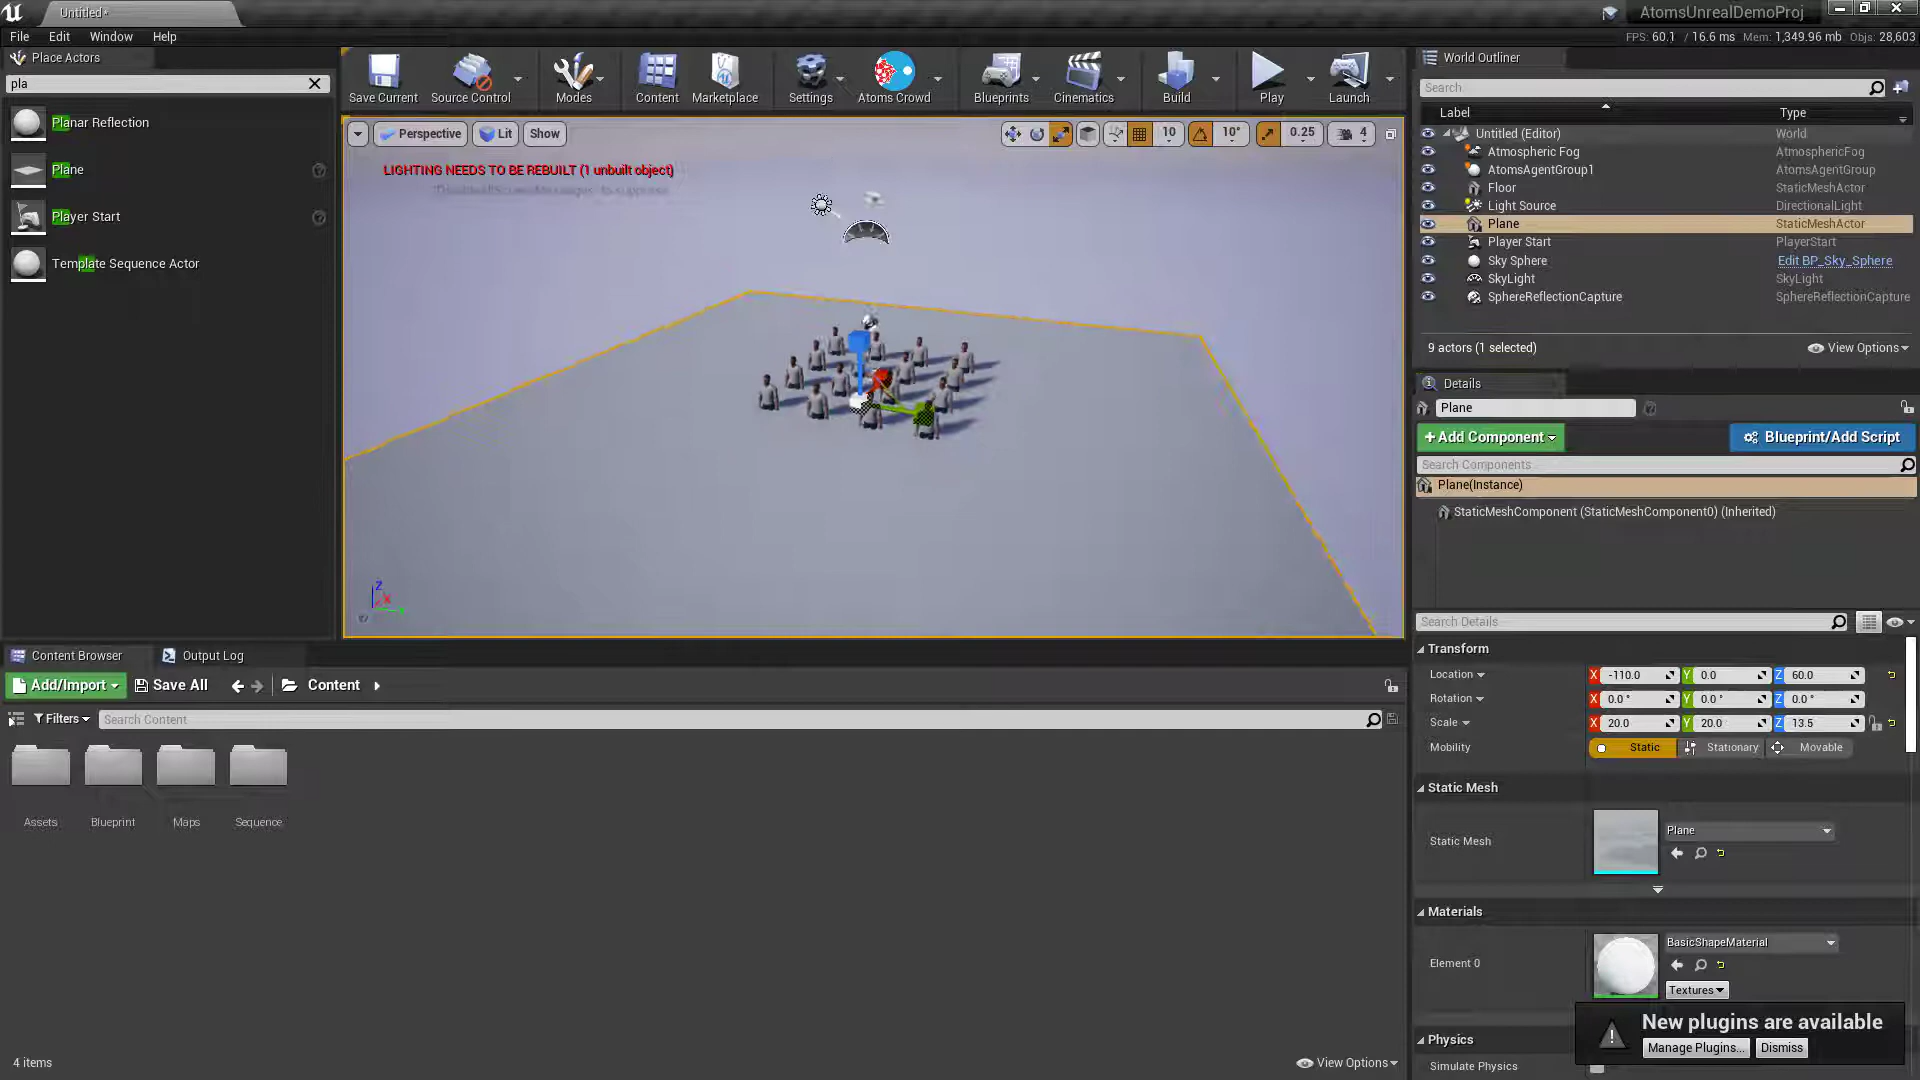 Untitled*
AtomsUnrealDemoProj
File Edit Window Help
FPS: 60.1 / 16.6 ms Mem: 1,349.96 mb Objs: 28,603
Place Actors
pla
Planar Reflection
Plane
Player Start
Template Sequence Actor
Save Current Source Control Modes Content Marketplace Settings Atoms Crowd Blueprints Cinematics Build Play Launch
Perspective Lit Show 10 10° 0.25 4
LIGHTING NEEDS TO BE REBUILT (1 unbuilt object)
Z
X
World Outliner
Search
Label Type
Untitled (Editor) World
Atmospheric Fog AtmosphericFog
AtomsAgentGroup1 AtomsAgentGroup
Floor StaticMeshActor
Light Source DirectionalLight
Plane StaticMeshActor
Player Start PlayerStart
Sky Sphere Edit BP_Sky_Sphere
SkyLight SkyLight
SphereReflectionCapture SphereReflectionCapture
9 actors (1 selected) View Options
Details
Plane
+Add Component Blueprint/Add Script
Search Components
Plane(Instance)
StaticMeshComponent (StaticMeshComponent0) (Inherited)
Search Details
Transform
Location X -110.0 Y 0.0 Z 60.0
Rotation X 0.0 ° Y 0.0 ° Z 0.0 °
Scale X 20.0 Y 20.0 Z 13.5
Mobility Static Stationary Movable
Static Mesh
Static Mesh Plane
Materials
Element 0 BasicShapeMaterial
Textures
Physics
Simulate Physics
New plugins are available
Manage Plugins... Dismiss
Content Browser Output Log
Add/Import Save All Content
Filters Search Content
Assets Blueprint Maps Sequence
4 items View Options